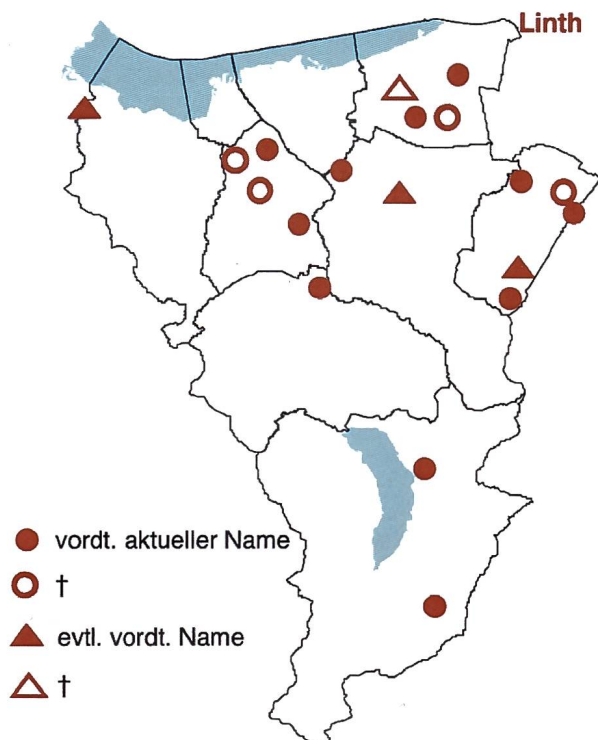 Linth
vordt. aktueller Name
†
evtl. vordt. Name
†